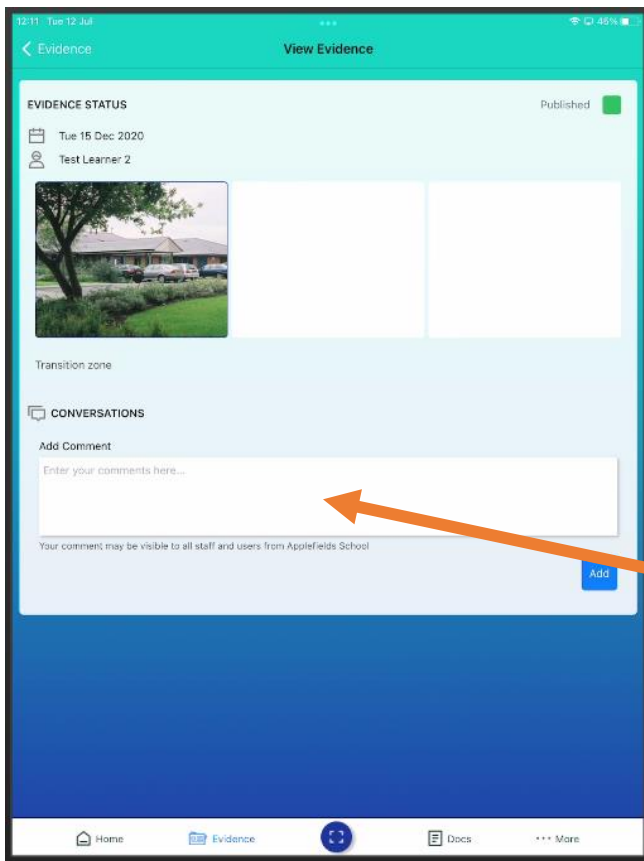 12:11 Tue 12 Jul 46%
Evidence View Evidence
EVIDENCE STATUS Published
Tue 15 Dec 2020
Test Learner 2
Transition zone
CONVERSATIONS
Add Comment
Enter your comments here...
Your comment may be visible to all staff and users from Applefields School
Add
Home Evidence Docs More